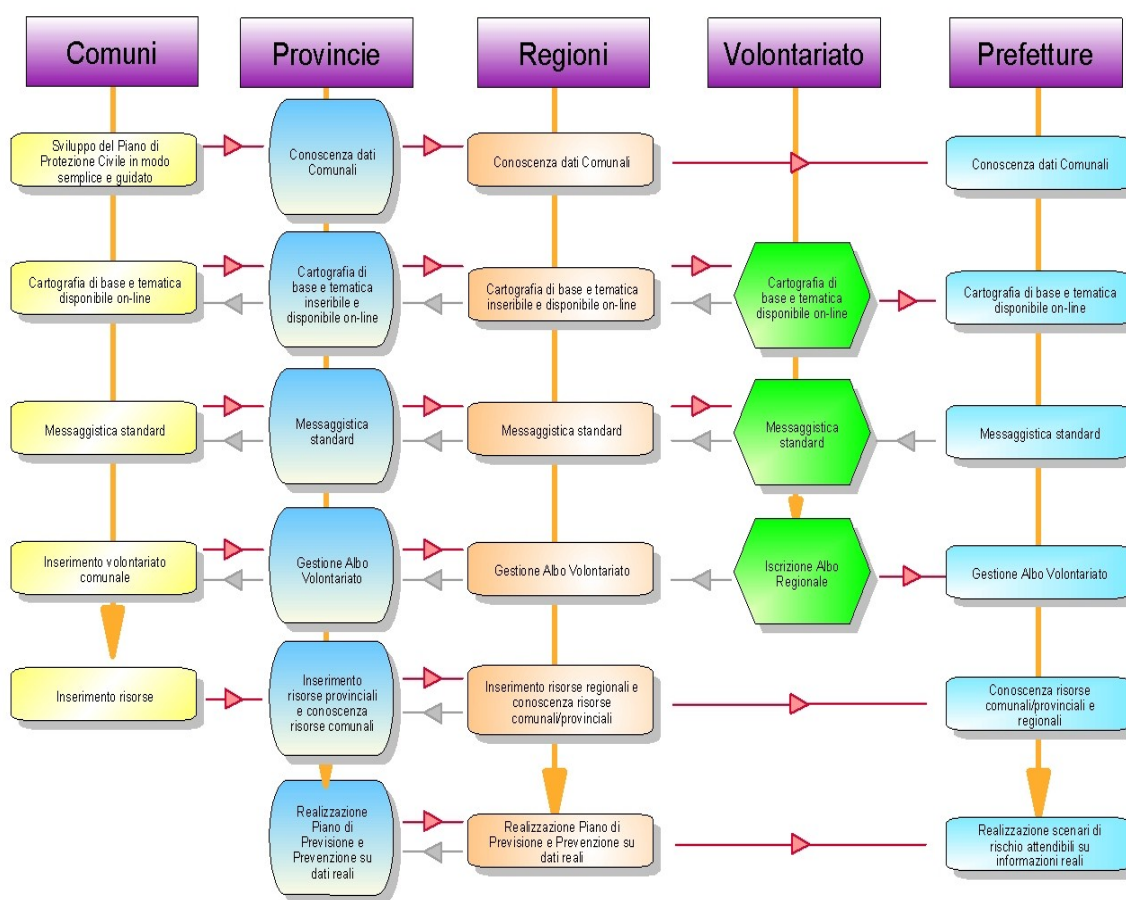 Comuni
Provincie
Regioni
Volontariato
Prefetture
Sviluppo del Piano di
Protezione Civile in modo
semplice e guidato
Conoscenza dati
Comunali
Conoscenza dati Comunali
Conoscenza dati Comunali
Cartografia di base e tematica
disponibile on-line
Cartografia di
base e tematica
inseribile e
disponibile on-line
Cartografia di base e tematica
inseribile e disponibile on-line
Cartografia di
base e tematica
disponibile on-line
Cartografia di base e tematica
disponibile on-line
Messaggistica standard
Messaggistica
standard
Messaggistica standard
Messaggistica
standard
Messaggistica standard
Inserimento volontariato
comunale
Gestione Albo
Volontariato
Gestione Albo Volontariato
Iscrizione Albo
Regionale
Gestione Albo Volontariato
Inserimento risorse
Inserimento
risorse provinciali
e conoscenza
risorse comunali
Inserimento risorse regionali e
conoscenza risorse
comunali/provinciali
Conoscenza risorse
comunali/provinciali e
regionali
Realizzazione
Piano di
Previsione e
Prevenzione su
dati reali
Realizzazione Piano di
Previsione e Prevenzione su
dati reali
Realizzazione scenari di
rischio attendibili su
informazioni reali